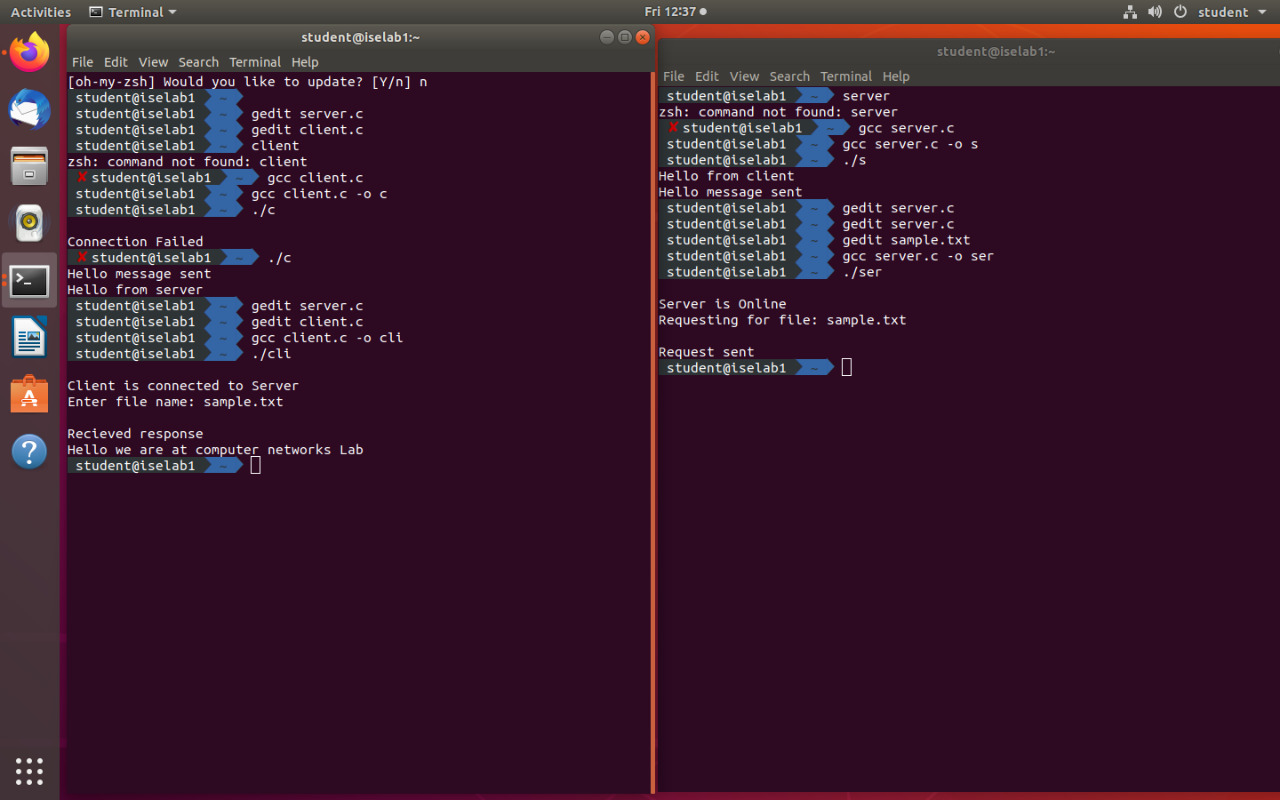 Activities Terminal Fri 12:37 student
student@iselab1:~
File Edit View Search Terminal Help
[oh-my-zsh] Would you like to update? [Y/n] n
student@iselab1 ~
student@iselab1 ~ gedit server.c
student@iselab1 ~ gedit client.c
student@iselab1 ~ client
zsh: command not found: client
✘ student@iselab1 ~ gcc client.c
student@iselab1 ~ gcc client.c -o c
student@iselab1 ~ ./c
Connection Failed
✘ student@iselab1 ~ ./c
Hello message sent
Hello from server
student@iselab1 ~ gedit server.c
student@iselab1 ~ gedit client.c
student@iselab1 ~ gcc client.c -o cli
student@iselab1 ~ ./cli
Client is connected to Server
Enter file name: sample.txt
Recieved response
Hello we are at computer networks Lab
student@iselab1 ~
student@iselab1:~
File Edit View Search Terminal Help
student@iselab1 ~ server
zsh: command not found: server
✘ student@iselab1 ~ gcc server.c
student@iselab1 ~ gcc server.c -o s
student@iselab1 ~ ./s
Hello from client
Hello message sent
student@iselab1 ~ gedit server.c
student@iselab1 ~ gedit server.c
student@iselab1 ~ gedit sample.txt
student@iselab1 ~ gcc server.c -o ser
student@iselab1 ~ ./ser
Server is Online
Requesting for file: sample.txt
Request sent
student@iselab1 ~